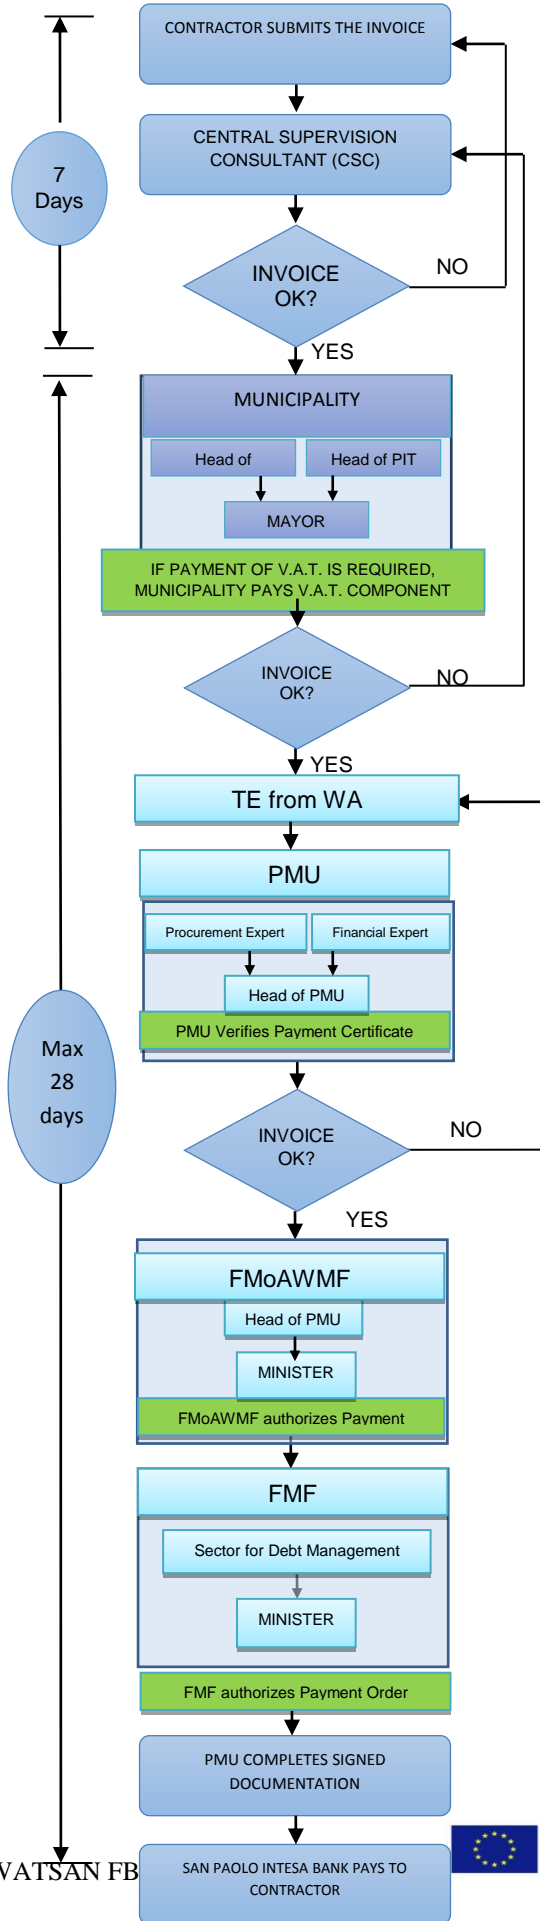 CONTRACTOR SUBMITS THE INVOICE
CENTRAL SUPERVISION
CONSULTANT (CSC)
7
Days
INVOICE
OK?
NO
YES
MUNICIPALITY
Head of
Head of PIT
MAYOR
IF PAYMENT OF V.A.T. IS REQUIRED,
MUNICIPALITY PAYS V.A.T. COMPONENT
INVOICE
OK?
NO
YES
TE from WA
PMU
Procurement Expert
Financial Expert
Head of PMU
PMU Verifies Payment Certificate
Max
28
days
INVOICE
OK?
NO
YES
FMoAWMF
Head of PMU
MINISTER
FMoAWMF authorizes Payment
FMF
Sector for Debt Management
MINISTER
FMF authorizes Payment Order
PMU COMPLETES SIGNED
DOCUMENTATION
WATSAN FB
SAN PAOLO INTESA BANK PAYS TO
CONTRACTOR